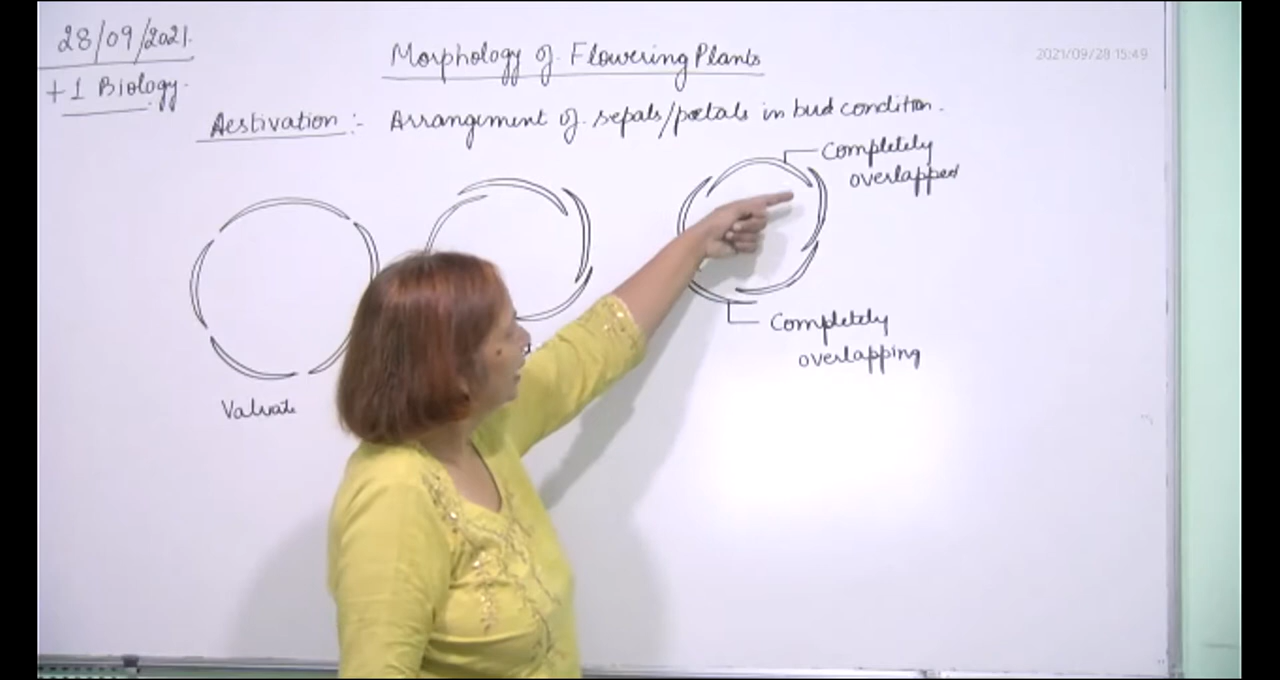 28/09/2021.
+1 Biology.
Morphology of Flowering Plants
2021/09/28 15:49
Aestivation :- Arrangement of sepals/petals in bud condition.
Completely
overlapped
Completely
overlapping
Valvate